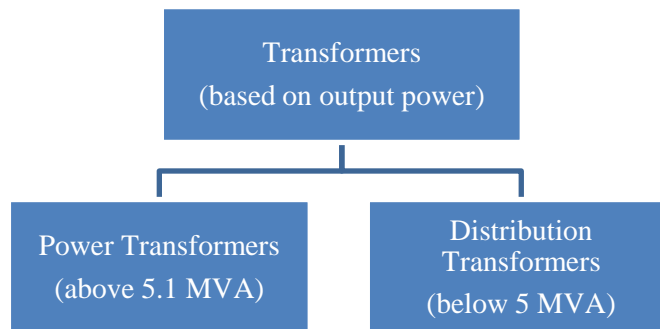 Transformers
(based on output power)
Power Transformers
(above 5.1 MVA)
Distribution
Transformers
(below 5 MVA)